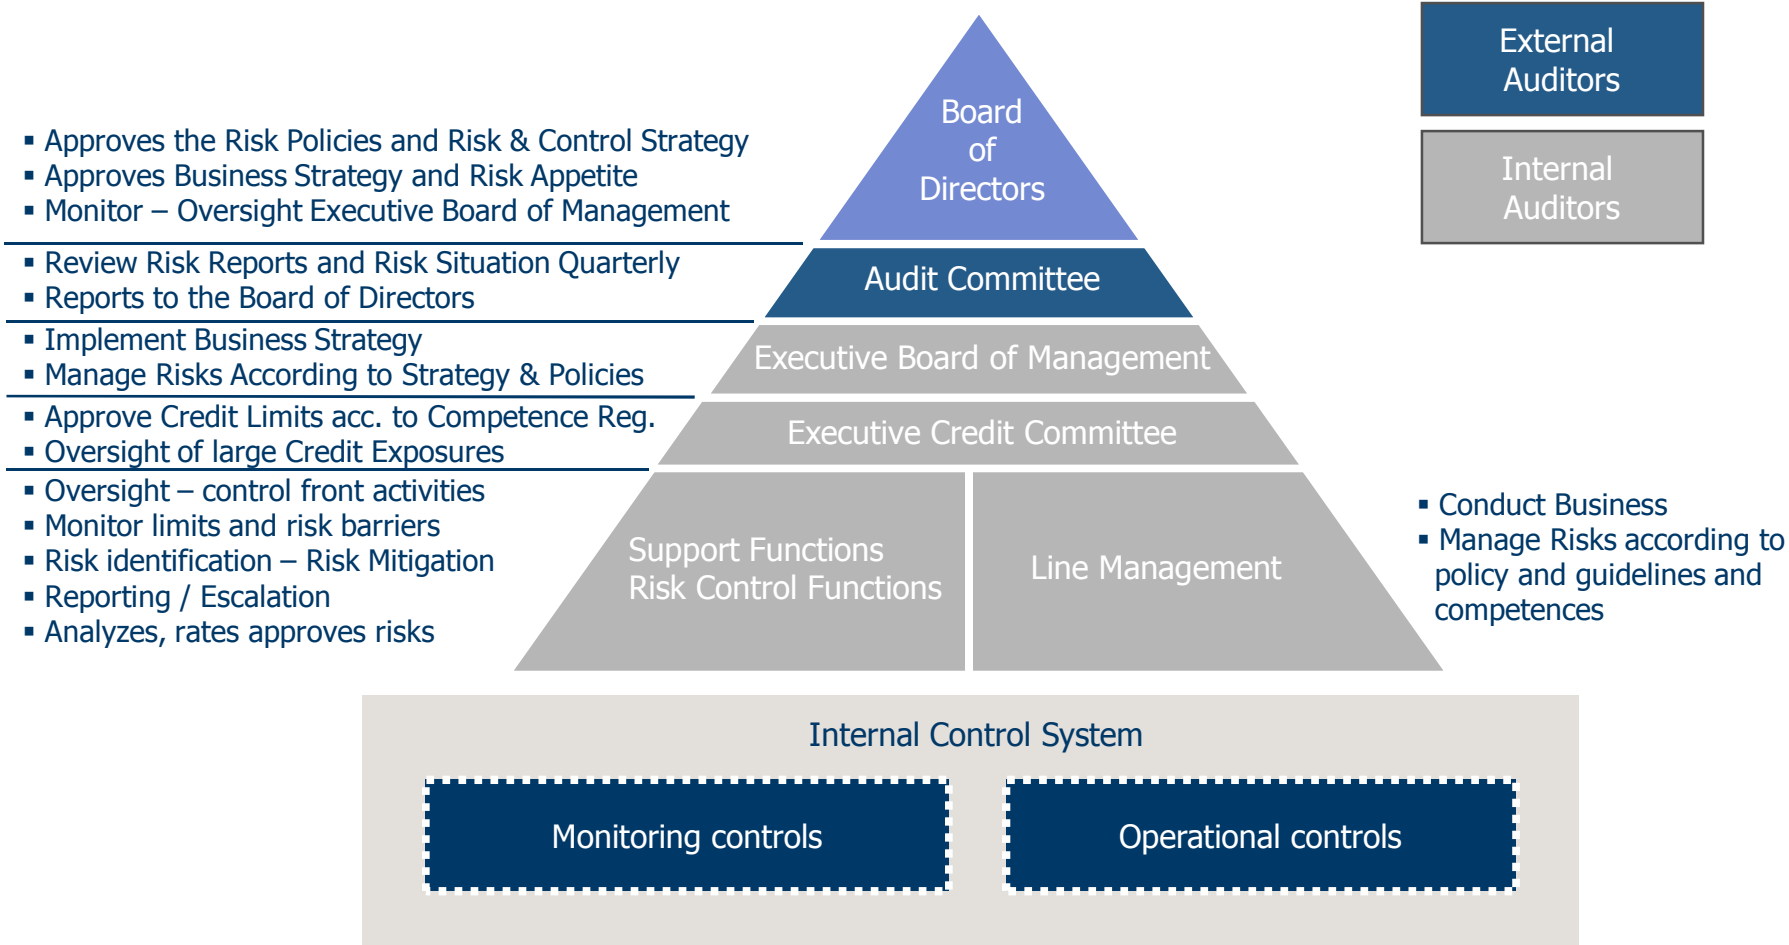 ▪ Approves the Risk Policies and Risk & Control Strategy
▪ Approves Business Strategy and Risk Appetite
▪ Monitor – Oversight Executive Board of Management
▪ Review Risk Reports and Risk Situation Quarterly
▪ Reports to the Board of Directors
▪ Implement Business Strategy
▪ Manage Risks According to Strategy & Policies
▪ Approve Credit Limits acc. to Competence Reg.
▪ Oversight of large Credit Exposures
▪ Oversight – control front activities
▪ Monitor limits and risk barriers
▪ Risk identification – Risk Mitigation
▪ Reporting / Escalation
▪ Analyzes, rates approves risks
Board
of
Directors
Audit Committee
Executive Board of Management
Executive Credit Committee
Support Functions
Risk Control Functions
Line Management
External
Auditors
Internal
Auditors
▪ Conduct Business
▪ Manage Risks according to
policy and guidelines and
competences
Internal Control System
Monitoring controls
Operational controls